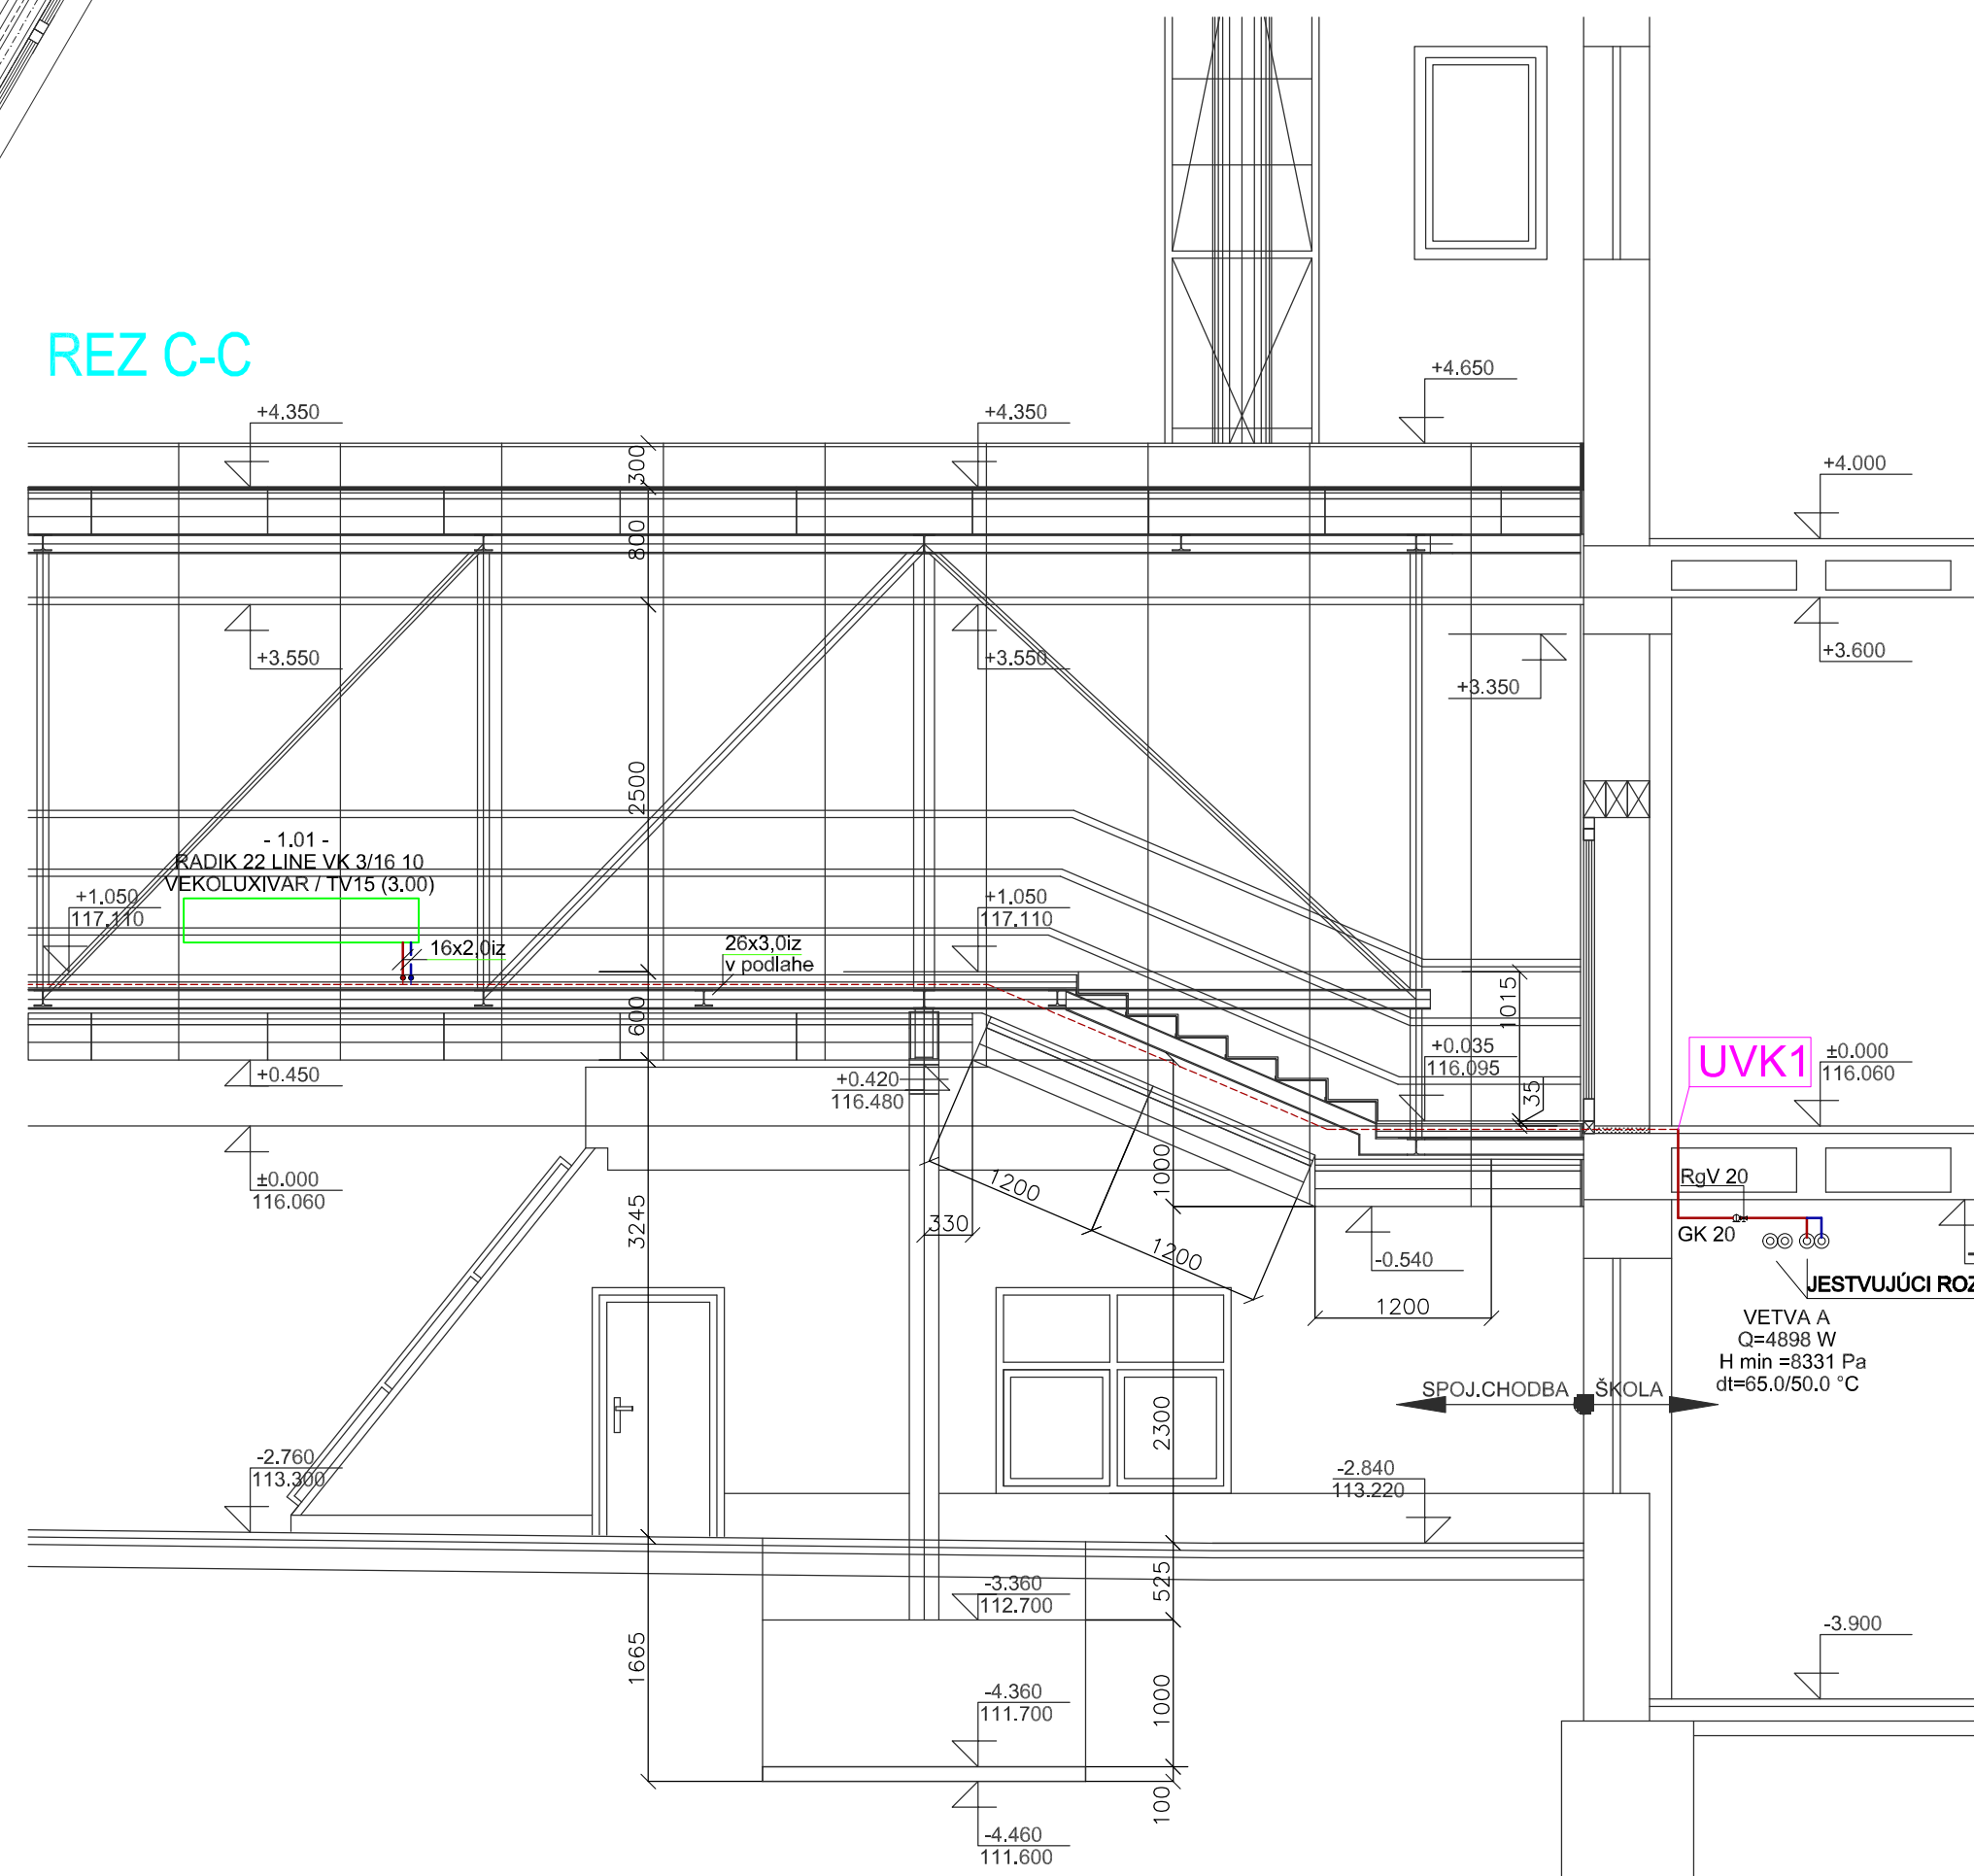 REZ C-C
+4.650
+4.350
+4.350
300
+4.000
800
+3.550
+3.550
+3.600
+3.350
2500
- 1.01 -
RADIK 22 LINE VK 3/16 10
VEKOLUXIVAR / TV15 (3.00)
+1.050
117.110
+1.050
117.110
16x2,0iz
26x3,0iz
v podlahe
600
1015
+0.035
116.095
UVK1
±0.000
116.060
+0.450
+0.420
116.480
35
±0.000
116.060
1000
1200
RgV 20
3245
330
GK 20
1200
-0.540
JESTVUJÚCI ROZ
1200
VETVA A
Q=4898 W
H min =8331 Pa
dt=65.0/50.0 °C
SPOJ.CHODBA
ŠKOLA
2300
-2.760
113.300
-2.840
113.220
525
-3.360
112.700
-3.900
1665
-4.360
111.700
1000
100
-4.460
111.600